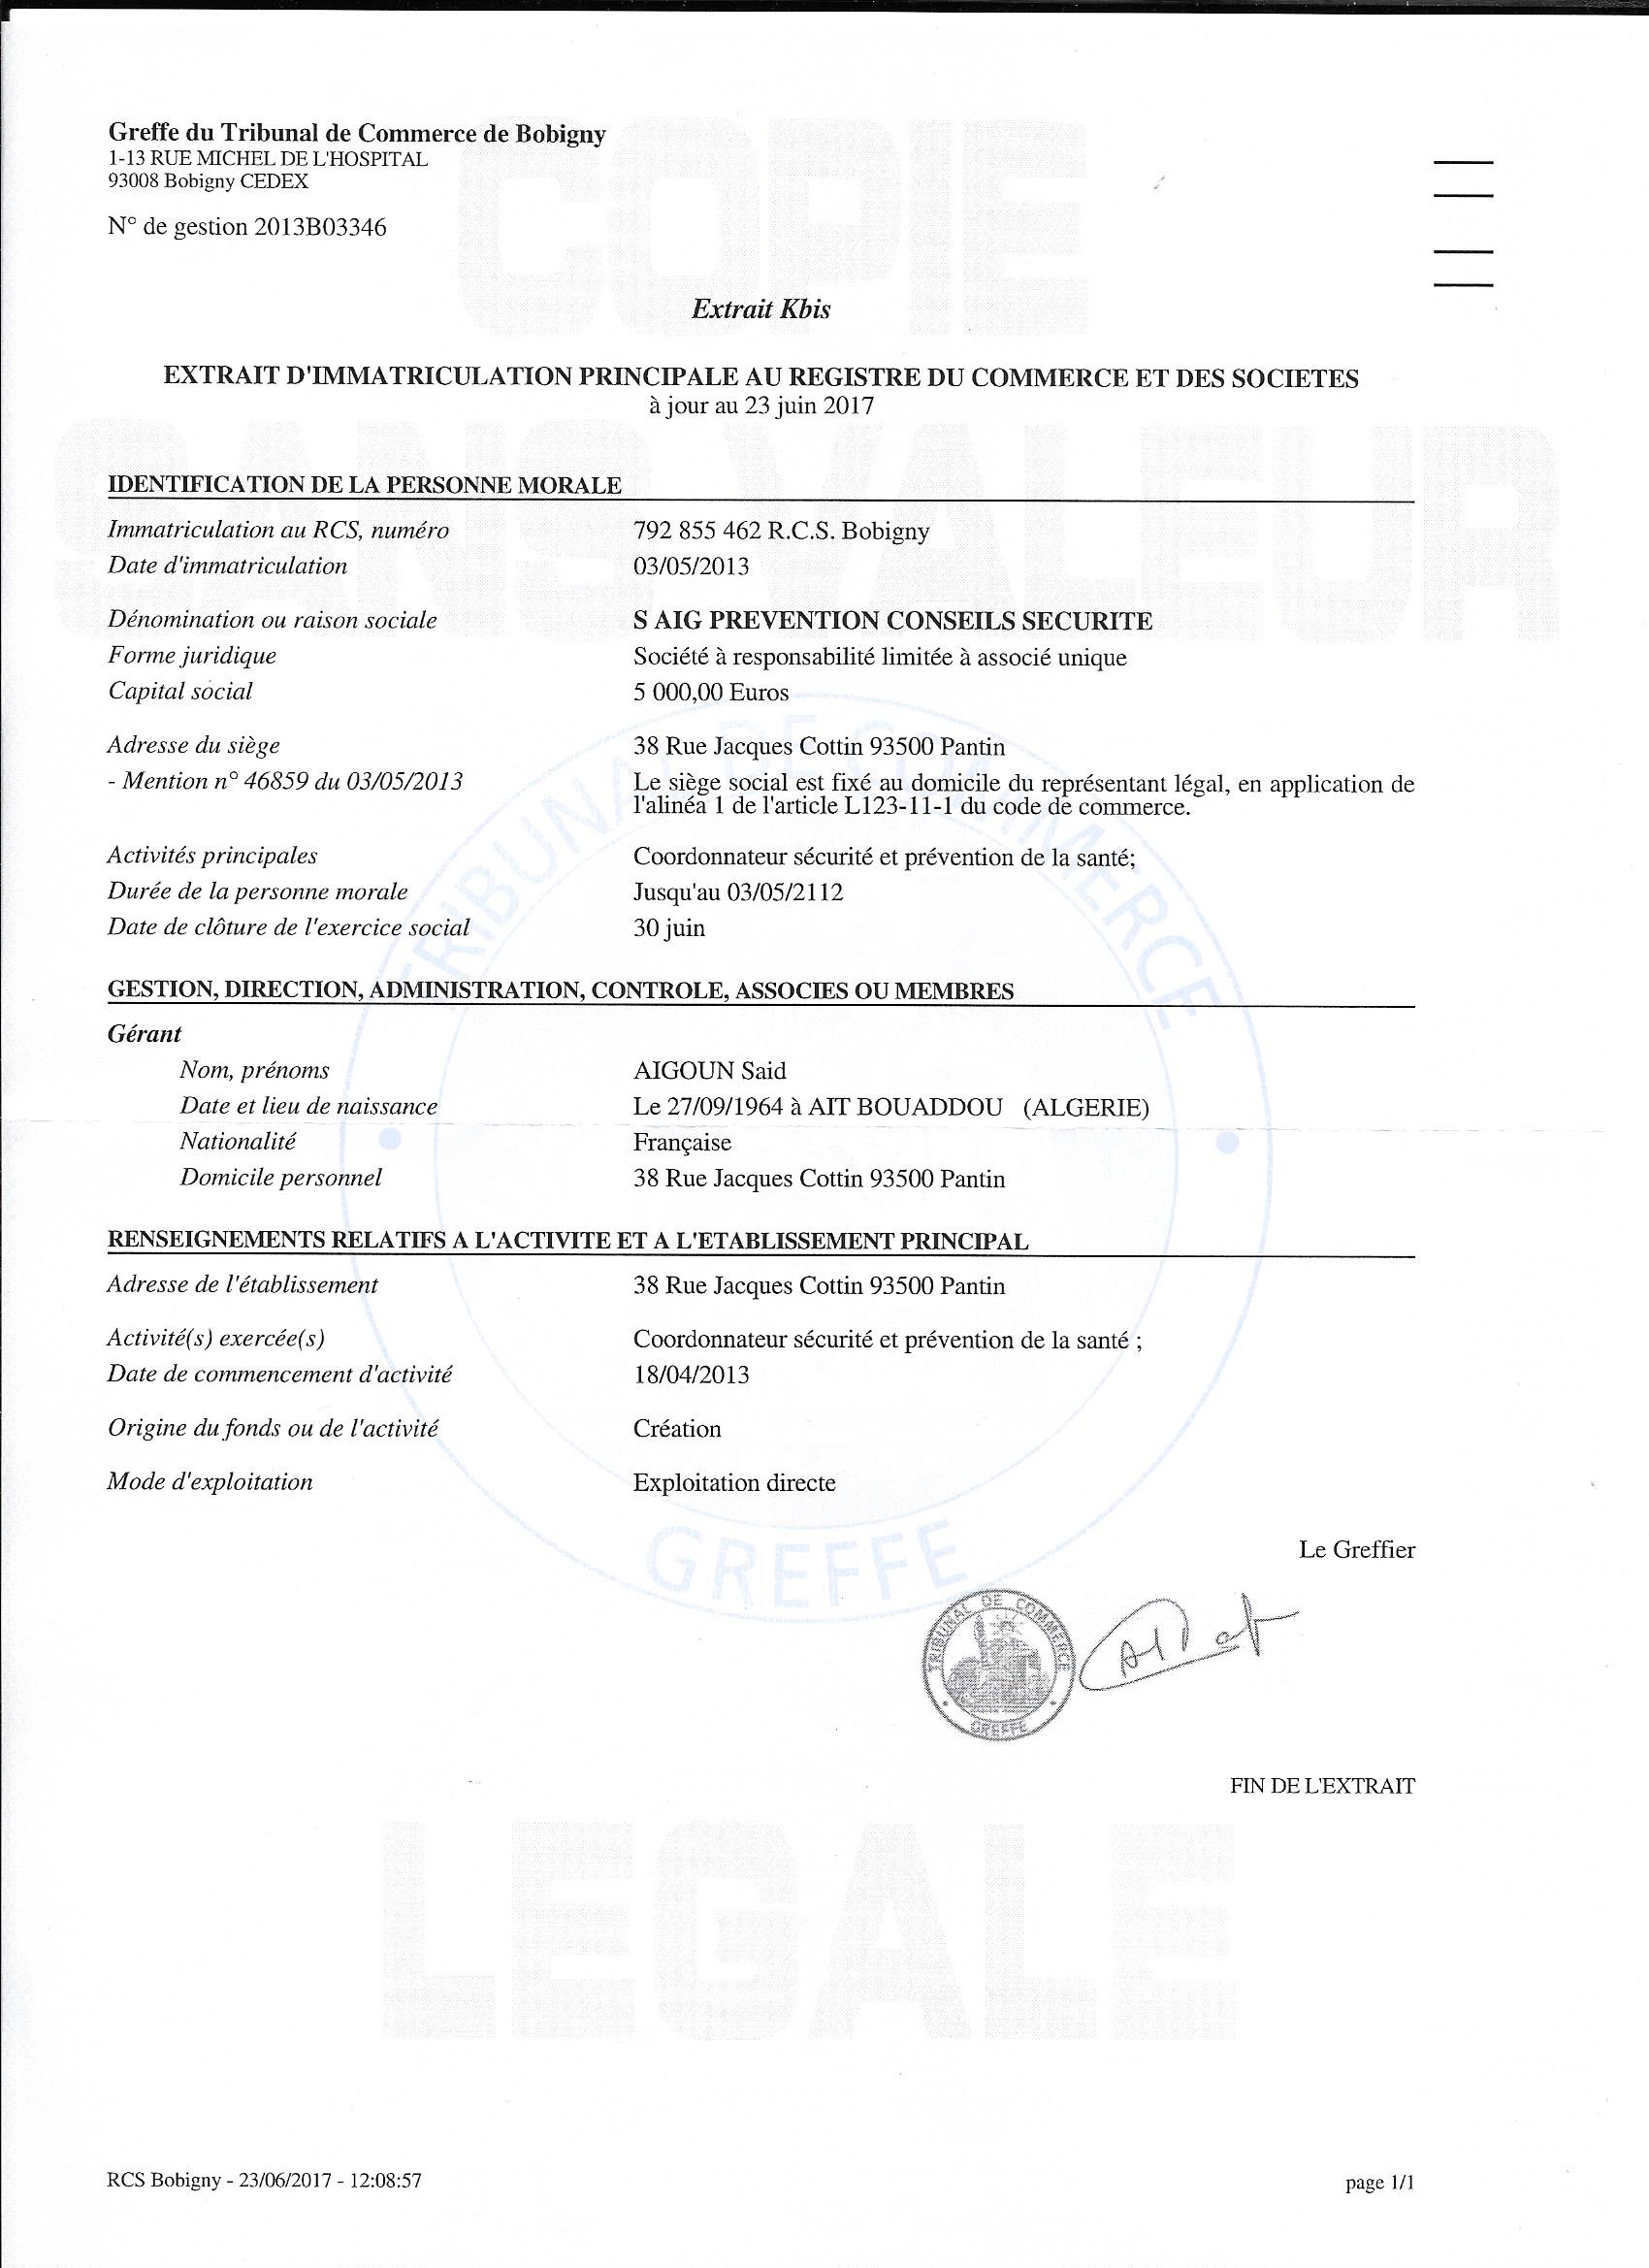 Greffe du Tribunal de Commerce de Bobigny
1-13 RUE MICHEL DE L'HOSPITAL
93008 Bobigny CEDEX
N° de gestion 2013B03346
COPIE
Extrait Kbis
EXTRAIT D'IMMATRICULATION PRINCIPALE AU REGISTRE DU COMMERCE ET DES SOCIETES
à jour au 23 juin 2017
SANS VALEUR
IDENTIFICATION DE LA PERSONNE MORALE
Immatriculation au RCS, numéro 792 855 462 R.C.S. Bobigny
Date d'immatriculation 03/05/2013
Dénomination ou raison sociale S AIG PREVENTION CONSEILS SECURITE
Forme juridique Société à responsabilité limitée à associé unique
Capital social 5 000,00 Euros
Adresse du siège 38 Rue Jacques Cottin 93500 Pantin
- Mention n° 46859 du 03/05/2013 Le siège social est fixé au domicile du représentant légal, en application de
l'alinéa 1 de l'article L123-11-1 du code de commerce.
Activités principales Coordonnateur sécurité et prévention de la santé;
Durée de la personne morale Jusqu'au 03/05/2112
Date de clôture de l'exercice social 30 juin
TRIBUNAL DE COMMERCE
GESTION, DIRECTION, ADMINISTRATION, CONTROLE, ASSOCIES OU MEMBRES
Gérant
Nom, prénoms AIGOUN Said
Date et lieu de naissance Le 27/09/1964 à AIT BOUADDOU (ALGERIE)
Nationalité Française
Domicile personnel 38 Rue Jacques Cottin 93500 Pantin
RENSEIGNEMENTS RELATIFS A L'ACTIVITE ET A L'ETABLISSEMENT PRINCIPAL
Adresse de l'établissement 38 Rue Jacques Cottin 93500 Pantin
Activité(s) exercée(s) Coordonnateur sécurité et prévention de la santé ;
Date de commencement d'activité 18/04/2013
Origine du fonds ou de l'activité Création
Mode d'exploitation Exploitation directe
GREFFE
Le Greffier
TRIBUNAL DE COMMERCE
GREFFE
FIN DE L'EXTRAIT
LEGALE
RCS Bobigny - 23/06/2017 - 12:08:57
page 1/1